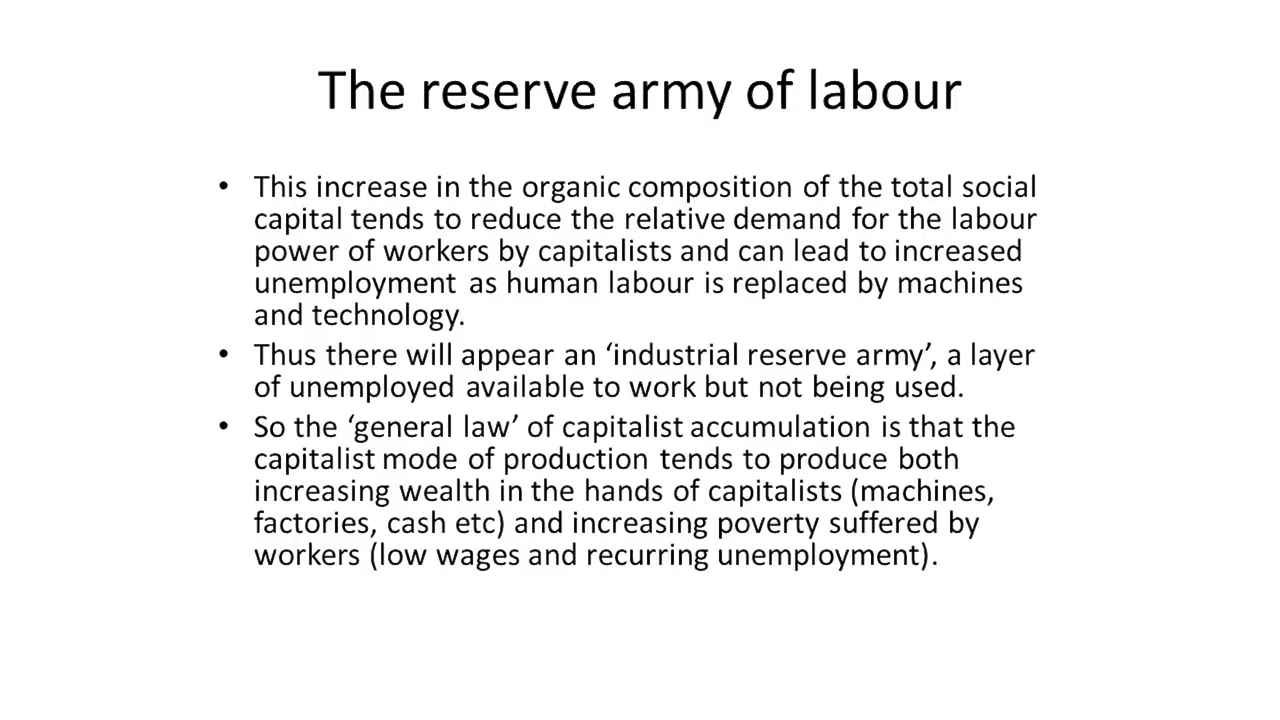 The reserve army of labour
• This increase in the organic composition of the total social
capital tends to reduce the relative demand for the labour
power of workers by capitalists and can lead to increased
unemployment as human labour is replaced by machines
and technology.
• Thus there will appear an ‘industrial reserve army’, a layer
of unemployed available to work but not being used.
• So the ‘general law’ of capitalist accumulation is that the
capitalist mode of production tends to produce both
increasing wealth in the hands of capitalists (machines,
factories, cash etc) and increasing poverty suffered by
workers (low wages and recurring unemployment).